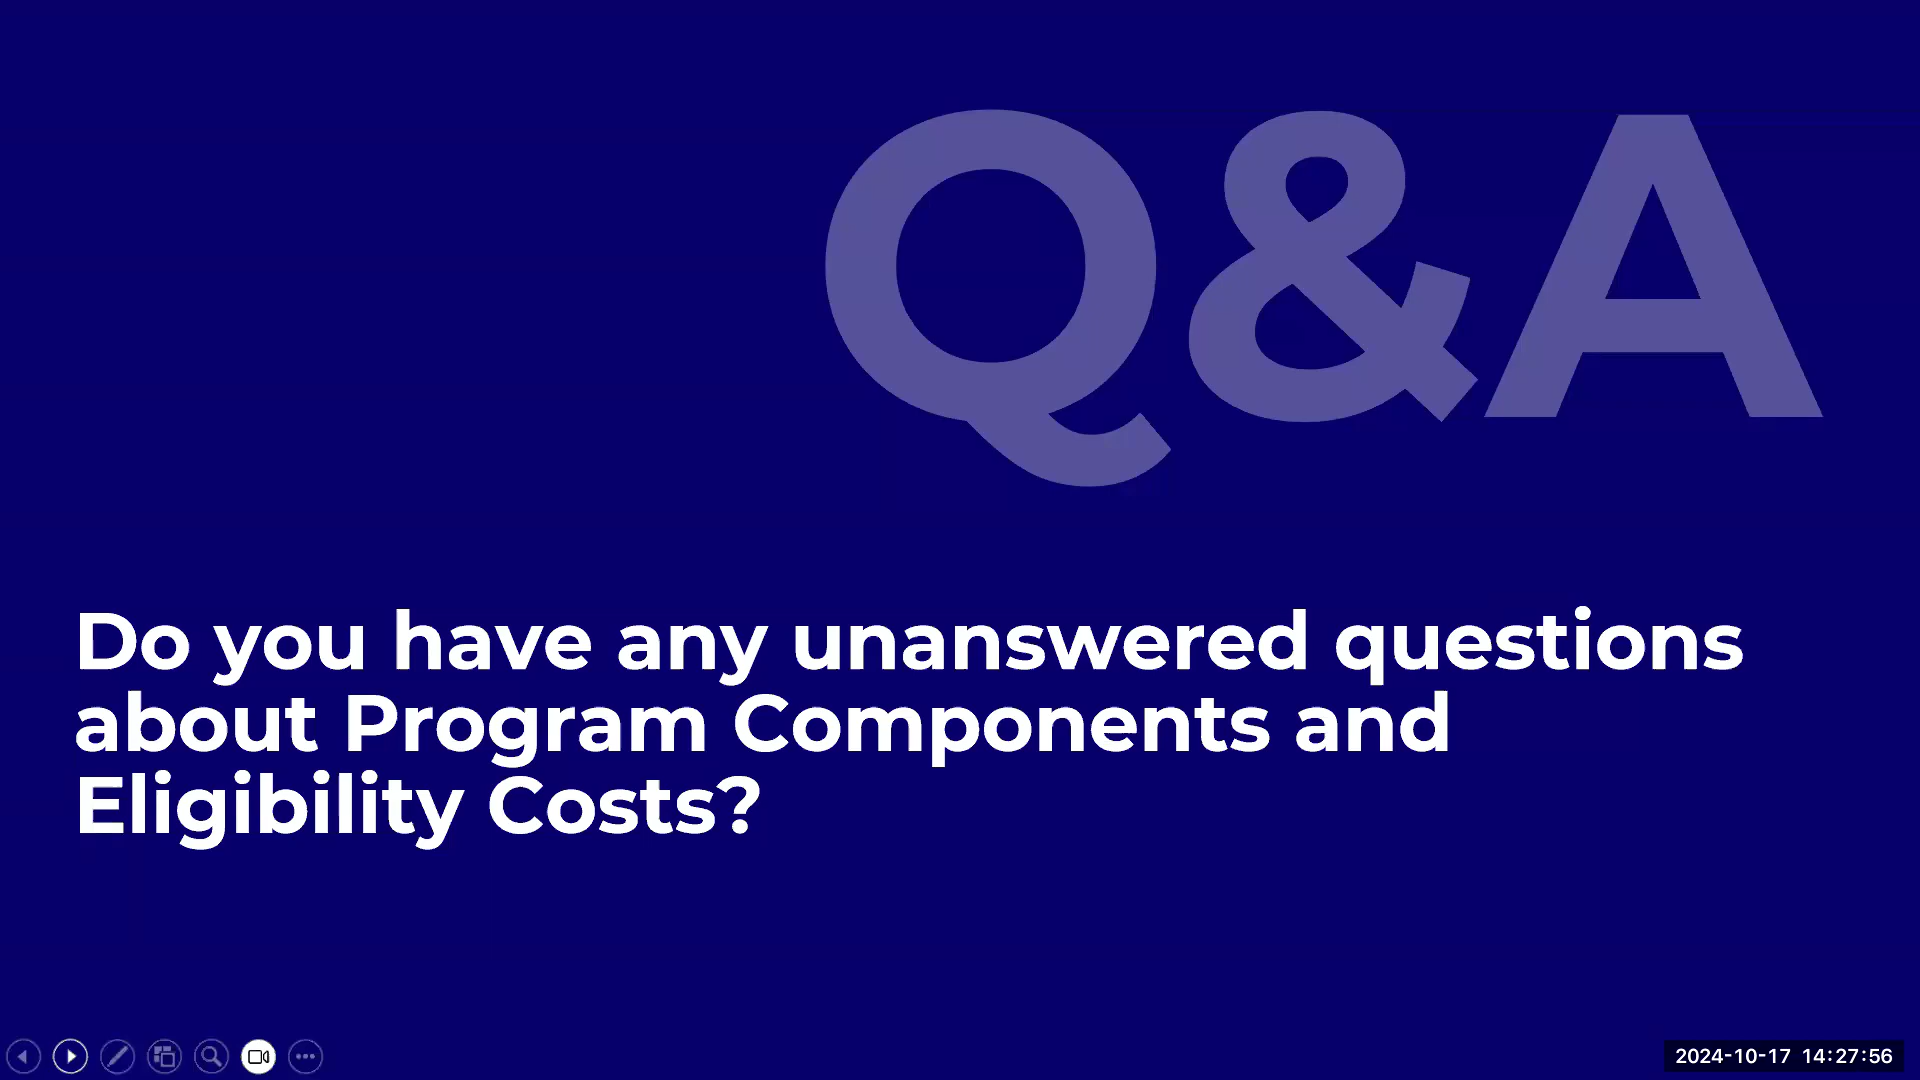 Q&A
Do you have any unanswered questions
about Program Components and
Eligibility Costs?
2024-10-17 14:27:56